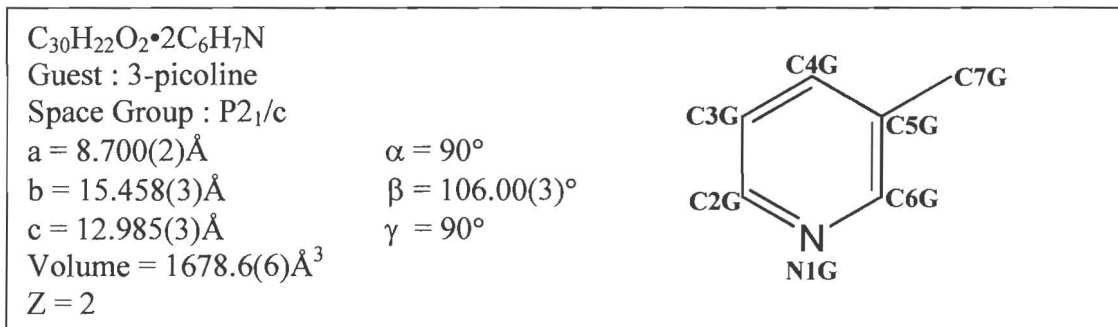 C₃₀H₂₂O₂•2C₆H₇N
Guest : 3-picoline
Space Group : P2₁/c
a = 8.700(2)Å α = 90°
b = 15.458(3)Å β = 106.00(3)°
c = 12.985(3)Å γ = 90°
Volume = 1678.6(6)Å³
Z = 2
C4G C7G
C3G C5G
C2G C6G
N
N1G